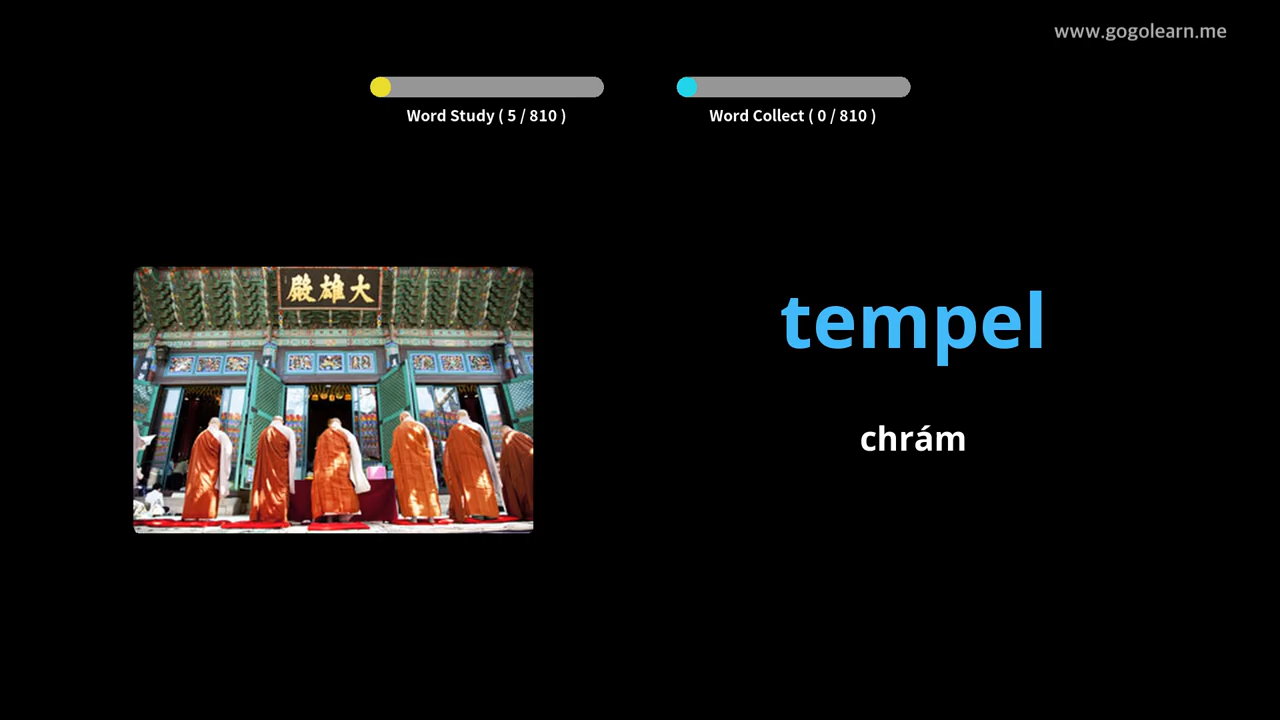 www.gogolearn.me
Word Study ( 5 / 810 )
Word Collect ( 0 / 810 )
殿雄大
tempel
chrám